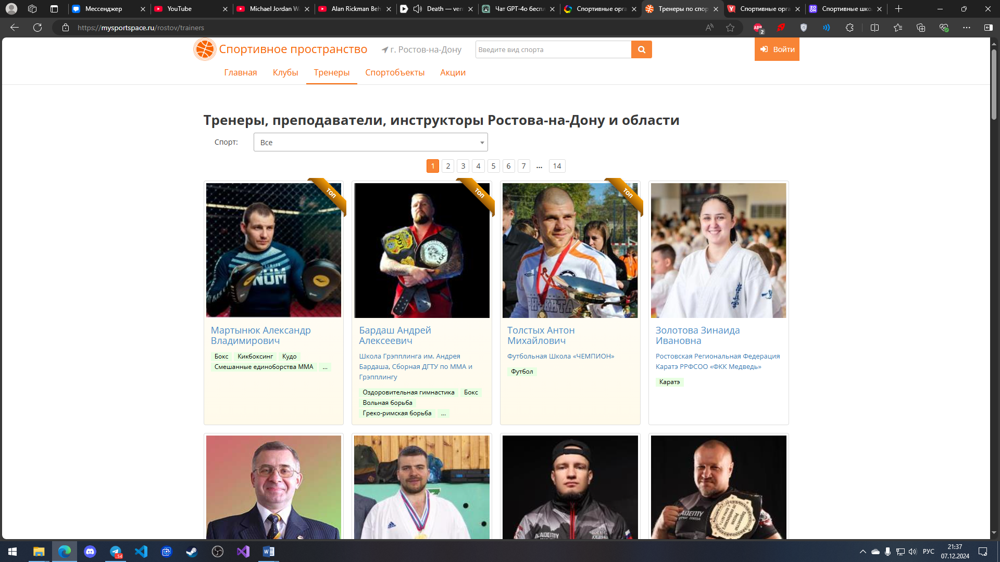 Мессенджер
YouTube
Michael Jordan W
Alan Rickman Beh
Death — ven
Чат GPT-4o беспл
Спортивные орга
Тренеры по спор
Спортивные орга
Спортивные шко
https://mysportspace.ru/rostov/trainers
Спортивное пространство
г. Ростов-на-Дону
Введите вид спорта
Войти
Главная
Клубы
Тренеры
Спортобъекты
Акции
Тренеры, преподаватели, инструкторы Ростова-на-Дону и области
Спорт:
Все
1 2 3 4 5 6 7 ... 14
топ
топ
топ
Мартынюк Александр
Владимирович
Бокс Кикбоксинг Кудо
Смешанные единоборства ММА ...
Бардаш Андрей
Алексеевич
Школа Грэпплинга им. Андрея
Бардаша, Сборная ДГТУ по ММА и
Грэпплингу
Оздоровительная гимнастика Бокс
Вольная борьба
Греко-римская борьба ...
Толстых Антон
Михайлович
Футбольная Школа «ЧЕМПИОН»
Футбол
Золотова Зинаида
Ивановна
Ростовская Региональная Федерация
Каратэ РРФСОО «ФКК Медведь»
Каратэ
РУС
21:37
07.12.2024